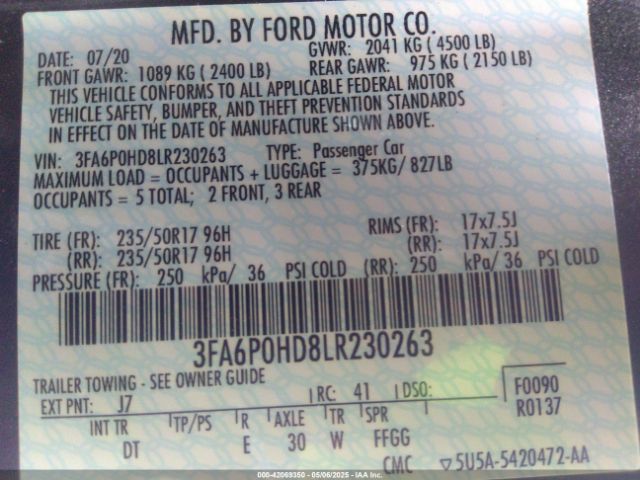 MFD. BY FORD MOTOR CO.
DATE: 07/20 GVWR: 2041 KG (4500 LB)
FRONT GAWR: 1089 KG (2400 LB) REAR GAWR: 975 KG (2150 LB)
THIS VEHICLE CONFORMS TO ALL APPLICABLE FEDERAL MOTOR
VEHICLE SAFETY, BUMPER, AND THEFT PREVENTION STANDARDS
IN EFFECT ON THE DATE OF MANUFACTURE SHOWN ABOVE.
VIN: 3FA6P0HD8LR230263 TYPE: Passenger Car
MAXIMUM LOAD = OCCUPANTS + LUGGAGE = 375KG/ 827LB
OCCUPANTS = 5 TOTAL; 2 FRONT, 3 REAR
TIRE (FR): 235/50R17 96H RIMS (FR): 17x7.5J
(RR): 235/50R17 96H (RR): 17x7.5J
PRESSURE (FR): 250 kPa/ 36 PSI COLD (RR): 250 kPa/ 36 PSI COLD
3FA6P0HD8LR230263
TRAILER TOWING - SEE OWNER GUIDE
EXT PNT: J7 RC: 41 DSO: F0090
R0137
INT TR TP/PS R AXLE TR SPR
DT E 30 W FFGG
CMC ▽5U5A-5420472-AA
000-42069350 - 05/06/2025 - IAA Inc.